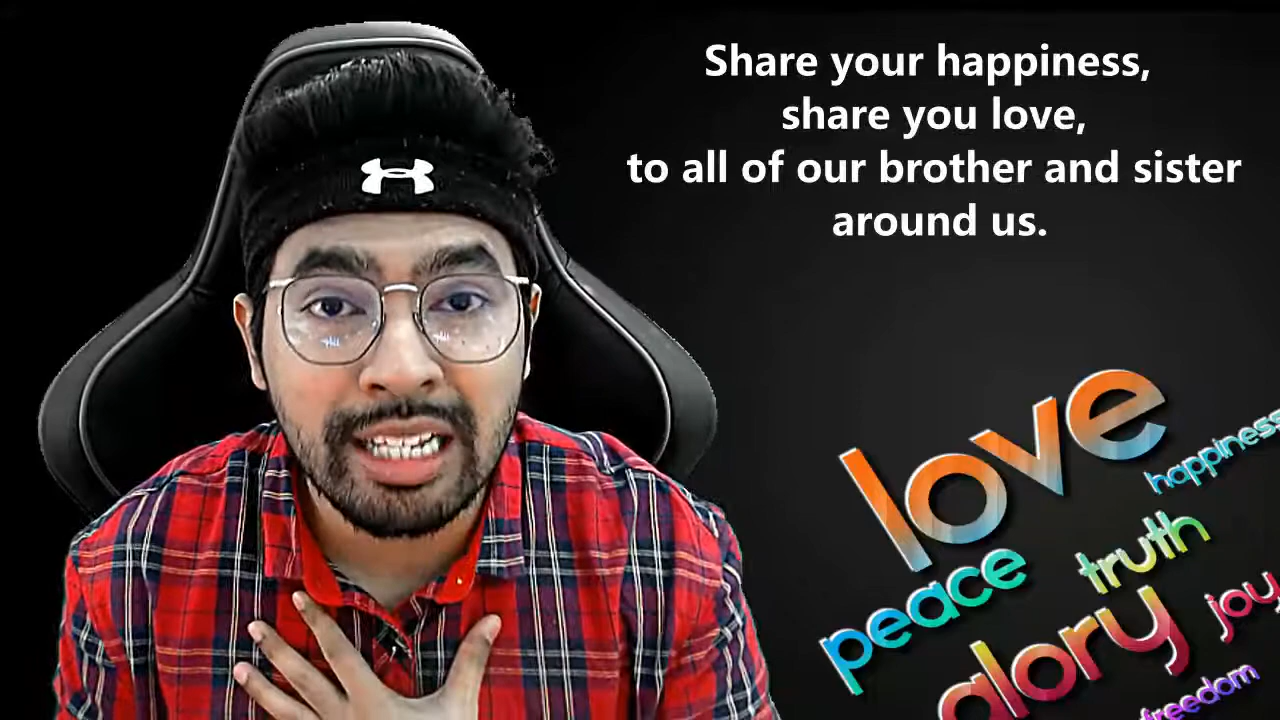 Share your happiness,
share you love,
to all of our brother and sister
around us.
love
happiness
peace
truth
glory
joy
freedom